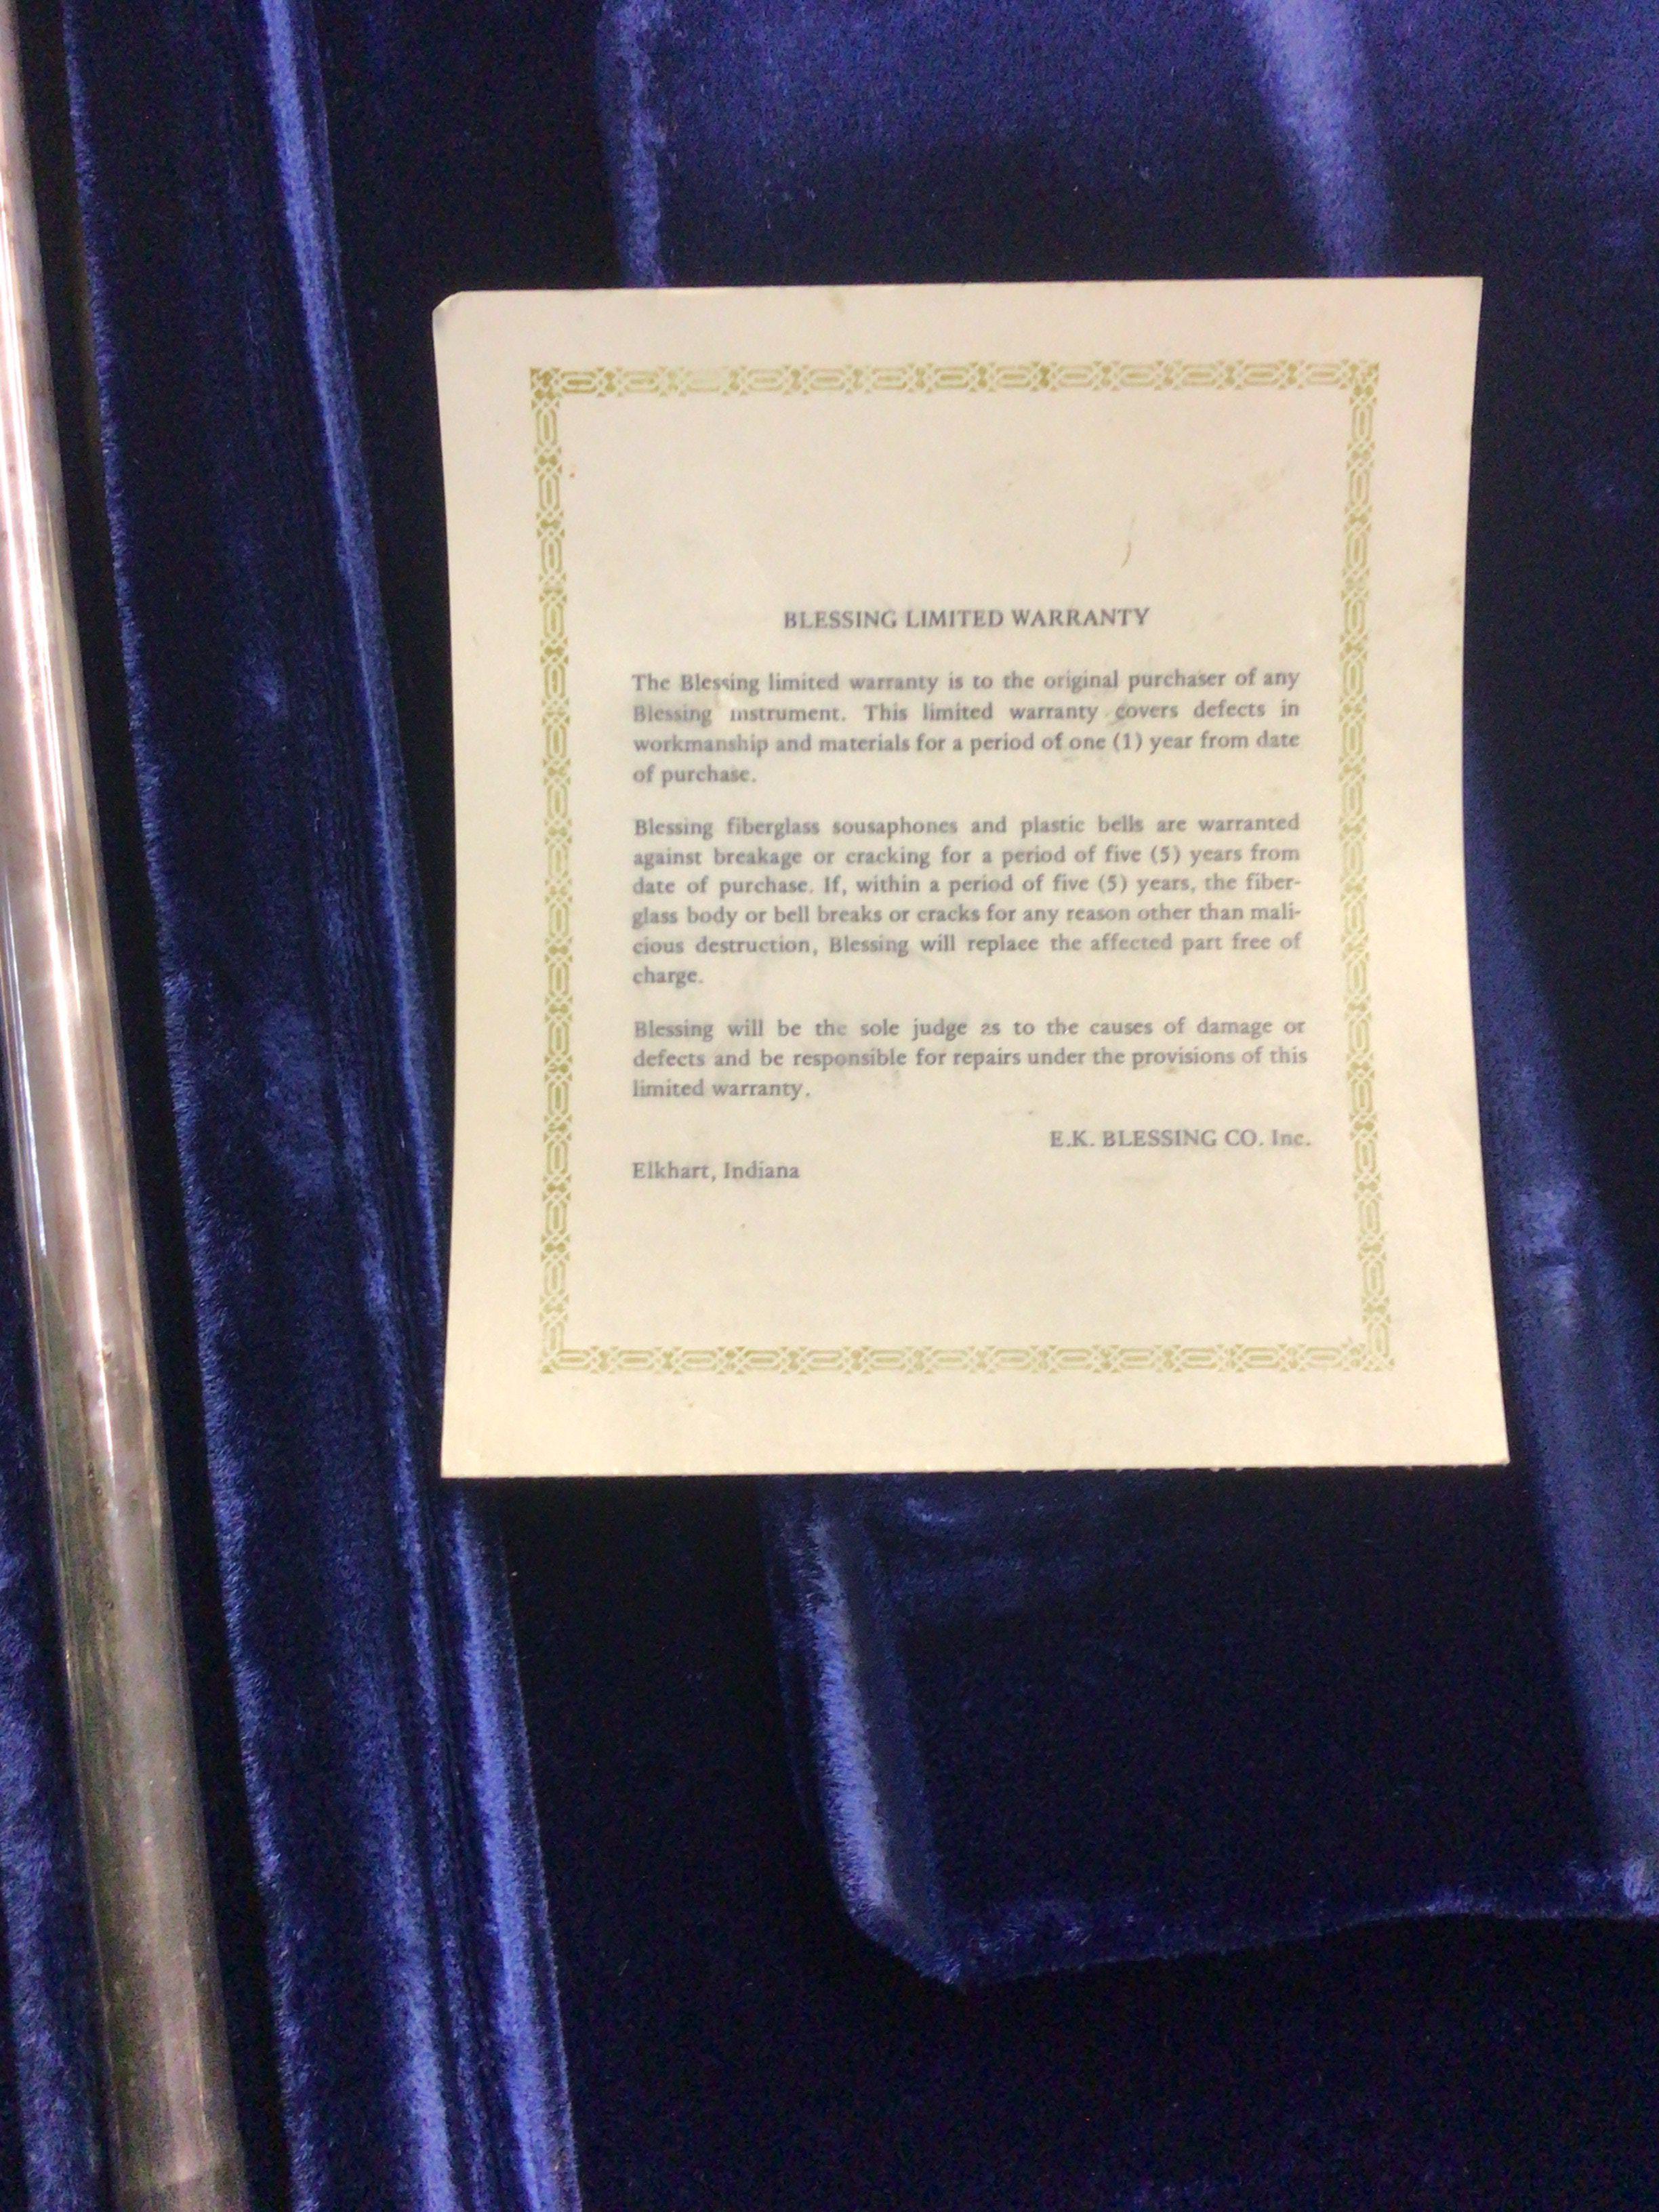 BLESSING LIMITED WARRANTY
The Blessing limited warranty is to the original purchaser of any
Blessing instrument. This limited warranty covers defects in
workmanship and materials for a period of one (1) year from date
of purchase.
Blessing fiberglass sousaphones and plastic bells are warranted
against breakage or cracking for a period of five (5) years from
date of purchase. If, within a period of five (5) years, the fiber-
glass body or bell breaks or cracks for any reason other than mali-
cious destruction, Blessing will replace the affected part free of
charge.
Blessing will be the sole judge as to the causes of damage or
defects and be responsible for repairs under the provisions of this
limited warranty.
E.K. BLESSING CO. Inc.
Elkhart, Indiana